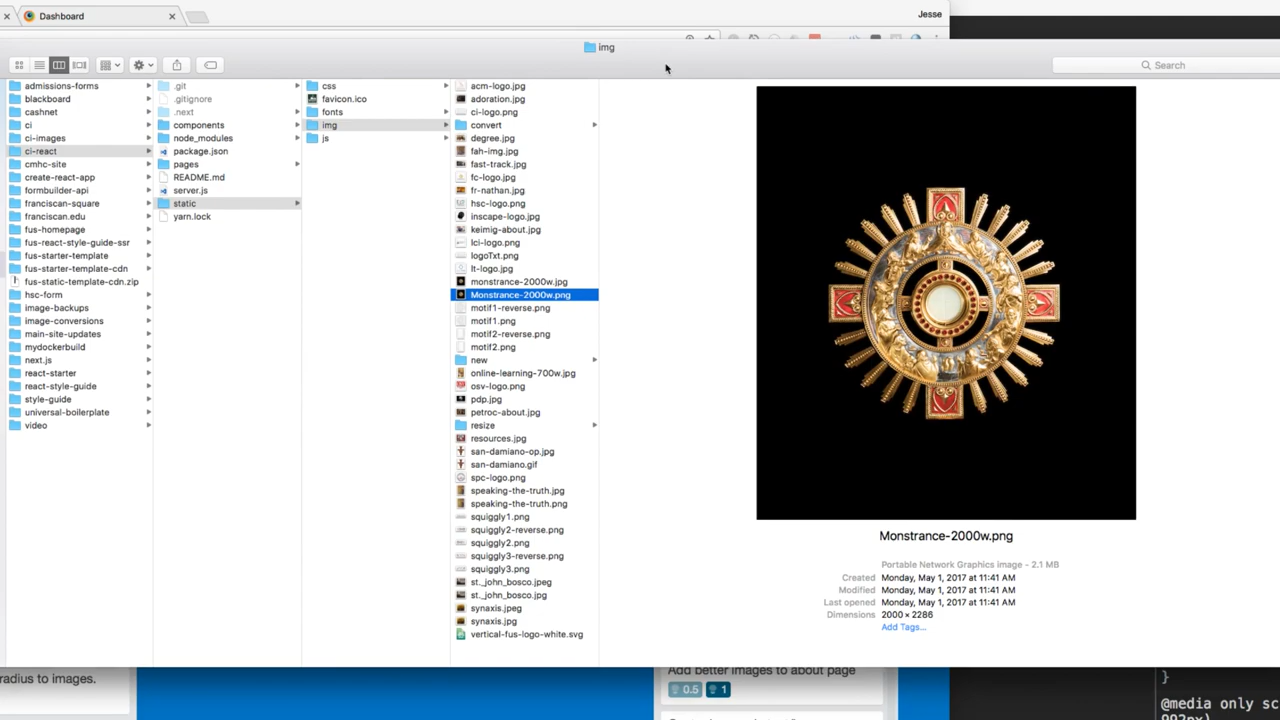 Dashboard
Jesse
img
Search
admissions-forms
blackboard
cashnet
ci
ci-images
ci-react
cmhc-site
create-react-app
formbuilder-api
franciscan-square
franciscan.edu
fus-homepage
fus-react-style-guide-ssr
fus-starter-template
fus-starter-template-cdn
fus-static-template-cdn.zip
hsc-form
image-backups
image-conversions
main-site-updates
mydockerbuild
next.js
react-starter
react-style-guide
style-guide
universal-boilerplate
video
.git
.gitignore
.next
components
node_modules
package.json
pages
README.md
server.js
static
yarn.lock
css
favicon.ico
fonts
img
js
acm-logo.jpg
adoration.jpg
ci-logo.png
convert
degree.jpg
fah-img.jpg
fast-track.jpg
fc-logo.jpg
fr-nathan.jpg
hsc-logo.png
inscape-logo.jpg
keimig-about.jpg
lci-logo.png
logoTxt.png
lt-logo.jpg
monstrance-2000w.jpg
Monstrance-2000w.png
motif1-reverse.png
motif1.png
motif2-reverse.png
motif2.png
new
online-learning-700w.jpg
osv-logo.png
pdp.jpg
petroc-about.jpg
resize
resources.jpg
san-damiano-op.jpg
san-damiano.gif
spc-logo.png
speaking-the-truth.jpg
speaking-the-truth.png
squiggly1.png
squiggly2-reverse.png
squiggly2.png
squiggly3-reverse.png
squiggly3.png
st._john_bosco.jpeg
st._john_bosco.jpg
synaxis.jpeg
synaxis.jpg
vertical-fus-logo-white.svg
Monstrance-2000w.png
Portable Network Graphics image - 2.1 MB
Created Monday, May 1, 2017 at 11:41 AM
Modified Monday, May 1, 2017 at 11:41 AM
Last opened Monday, May 1, 2017 at 11:41 AM
Dimensions 2000 × 2286
Add Tags...
radius to images.
Add better images to about page
0.5 1
}
@media only sc
992px)